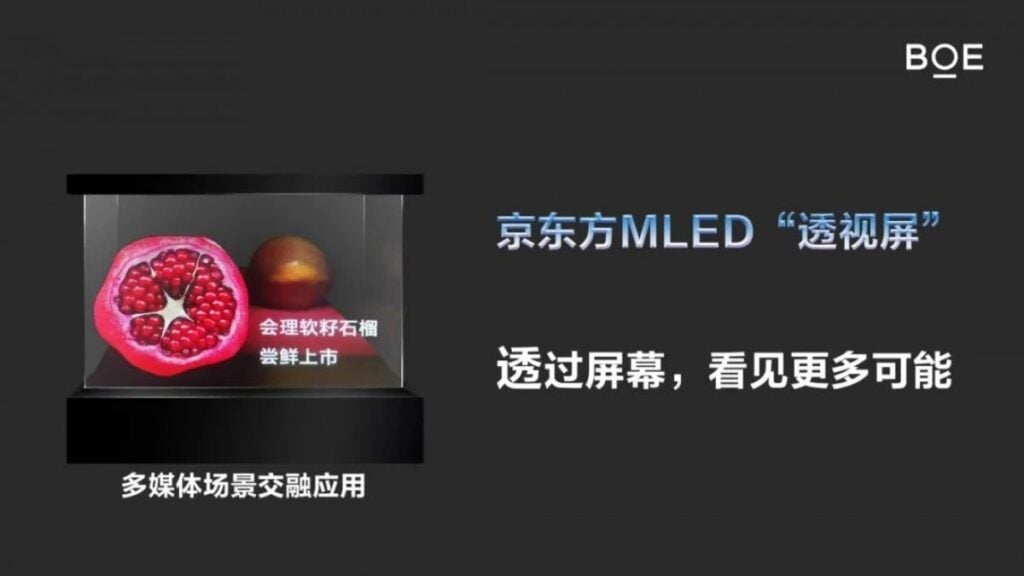 BOE
京东方MLED“透视屏”
会理软籽石榴
尝鲜上市
透过屏幕，看见更多可能
多媒体场景交融应用